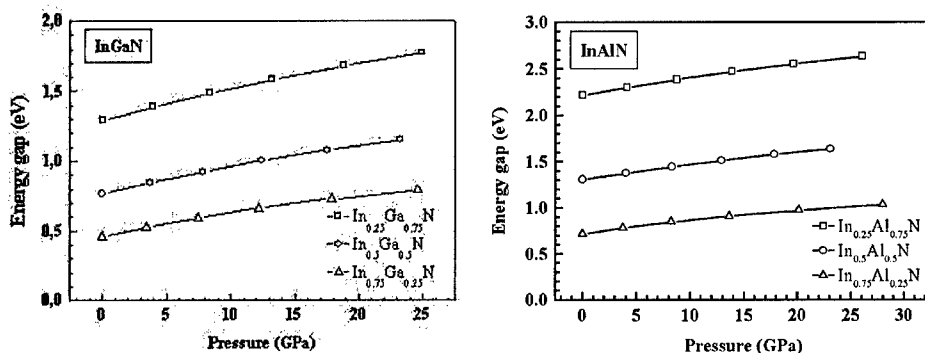 InGaN
Energy gap (eV)
2,0
1,5
1,0
0,5
0,0
0 5 10 15 20 25
Pressure (GPa)
In0.25Ga0.75N
In0.5Ga0.5N
In0.75Ga0.25N
InAlN
Energy gap (eV)
3.0
2.5
2.0
1.5
1.0
0.5
0.0
0 5 10 15 20 25 30
Pressure (GPa)
In0.25Al0.75N
In0.5Al0.5N
In0.75Al0.25N